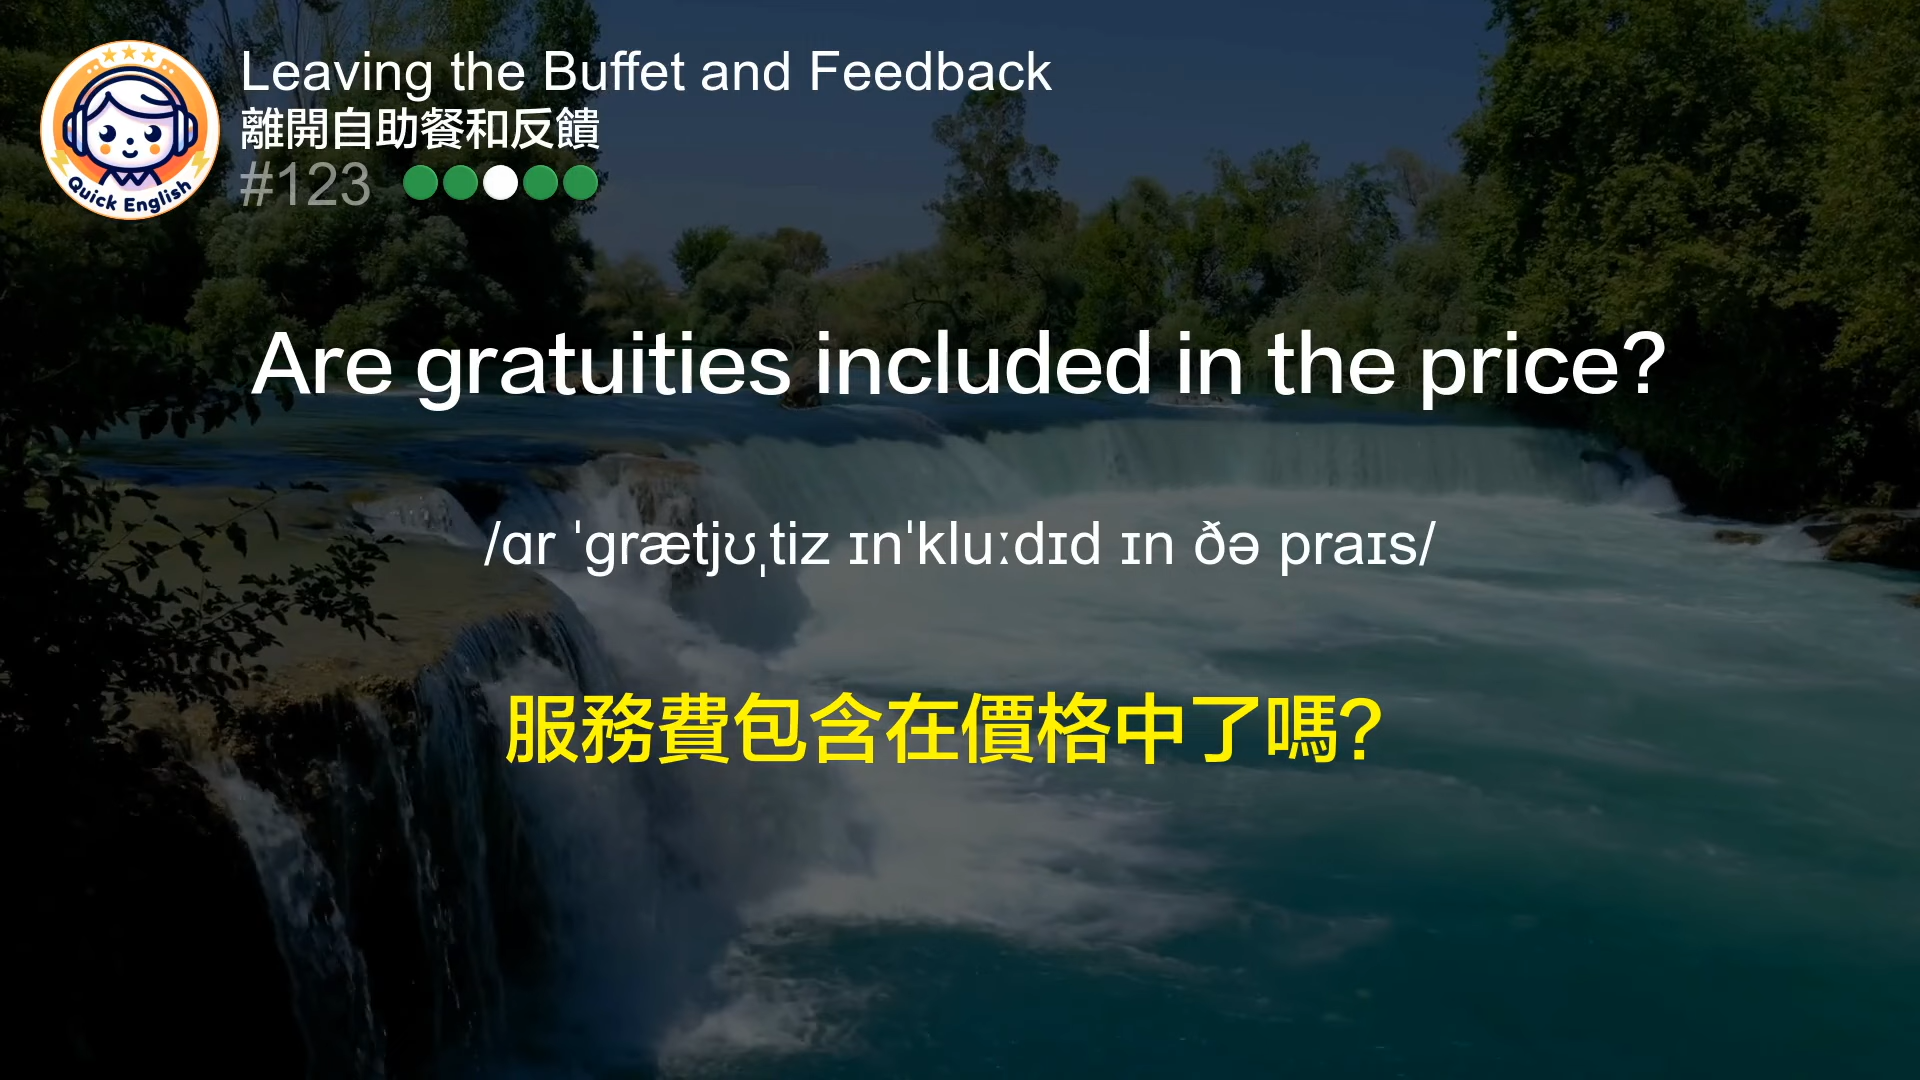 Leaving the Buffet and Feedback
離開自助餐和反饋
#123
Quick English
Are gratuities included in the price?
/ɑr ˈgrætjʊˌtiz ɪnˈkluːdɪd ɪn ðə praɪs/
服務費包含在價格中了嗎?